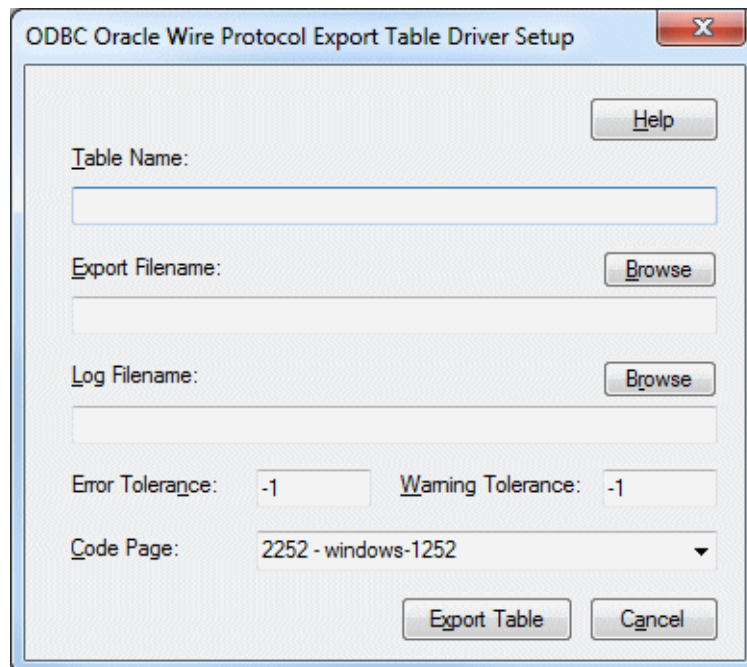 ODBC Oracle Wire Protocol Export Table Driver Setup
Help
Table Name:
Export Filename:
Browse
Log Filename:
Browse
Error Tolerance: -1 Warning Tolerance: -1
Code Page: 2252 - windows-1252
Export Table Cancel